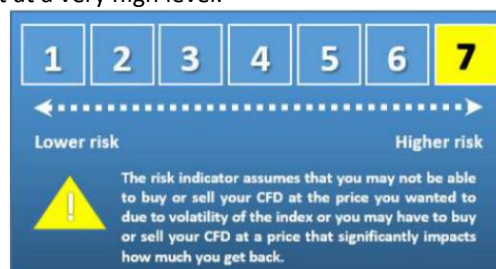 t at a very high level.
1 2 3 4 5 6 7
Lower risk Higher risk
!
The risk indicator assumes that you may not be able
to buy or sell your CFD at the price you wanted to
due to volatility of the index or you may have to buy
or sell your CFD at a price that significantly impacts
how much you get back.